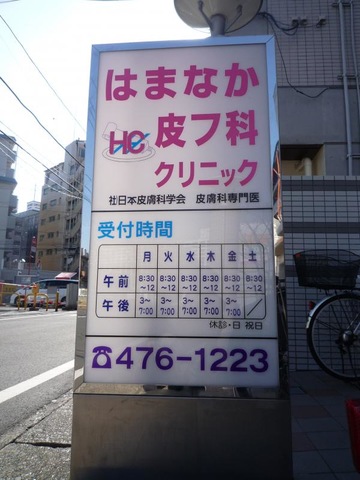 はまなか
HC 皮フ科
クリニック
社日本皮膚科学会 皮膚科専門医
受付時間
月 火 水 木 金 土
午前 8:30~12 8:30~12 8:30~12 8:30~12 8:30~12 8:30~12
午後 3~7:00 3~7:00 3~7:00 3~7:00 3~7:00 /
休診・日 祝日
☎476-1223